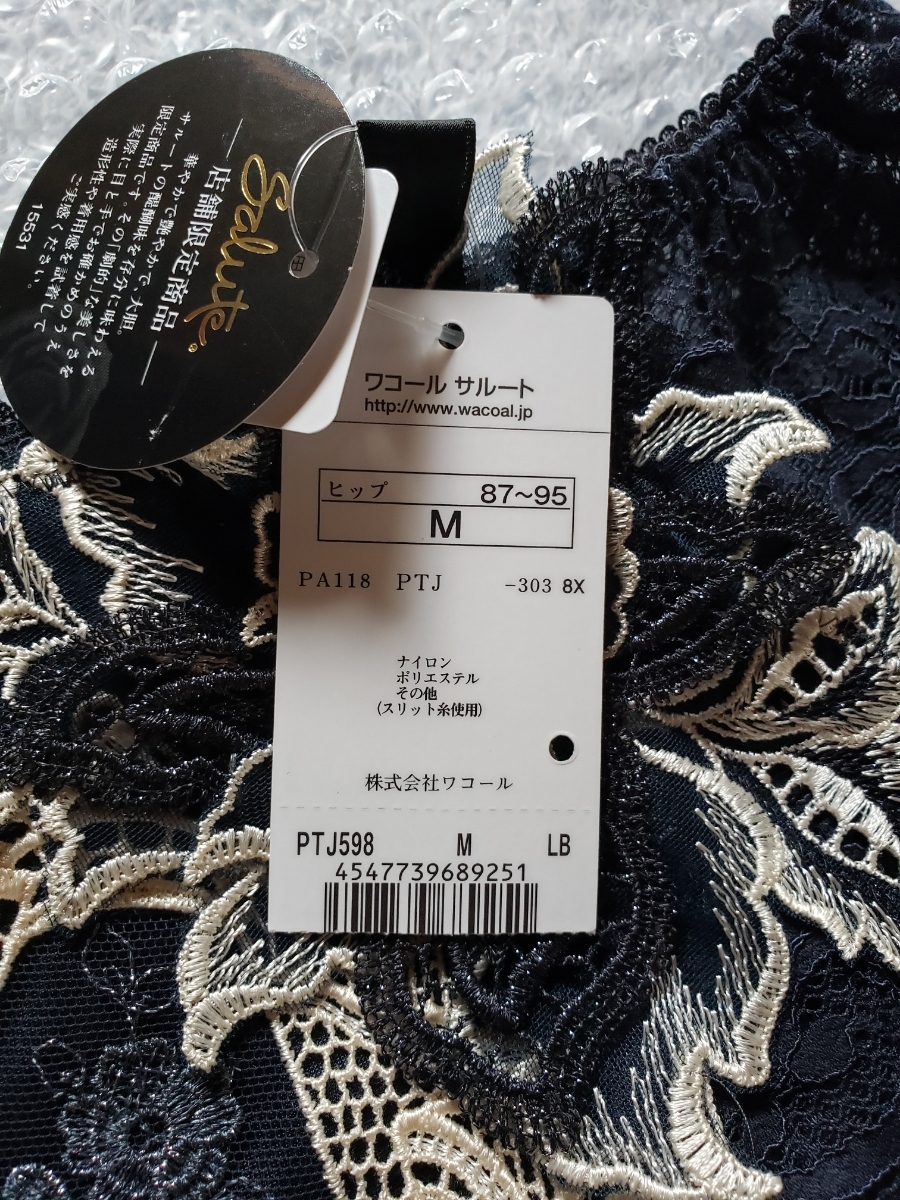 Salute
店舗限定商品
華やかで艶やかで、大胆。
サルートの醍醐味を存分に味わえる
限定商品です。その「劇的」な美しさを
実際に目と手でお確かめのうえ
造形性や着用感を試着して
ご実感ください。
15531
ワコール サルート
http://www.wacoal.jp
ヒップ 87~95
M
PA118 PTJ -303 8X
ナイロン
ポリエステル
その他
(スリット糸使用)
株式会社ワコール
PTJ598 M LB
4547739689251